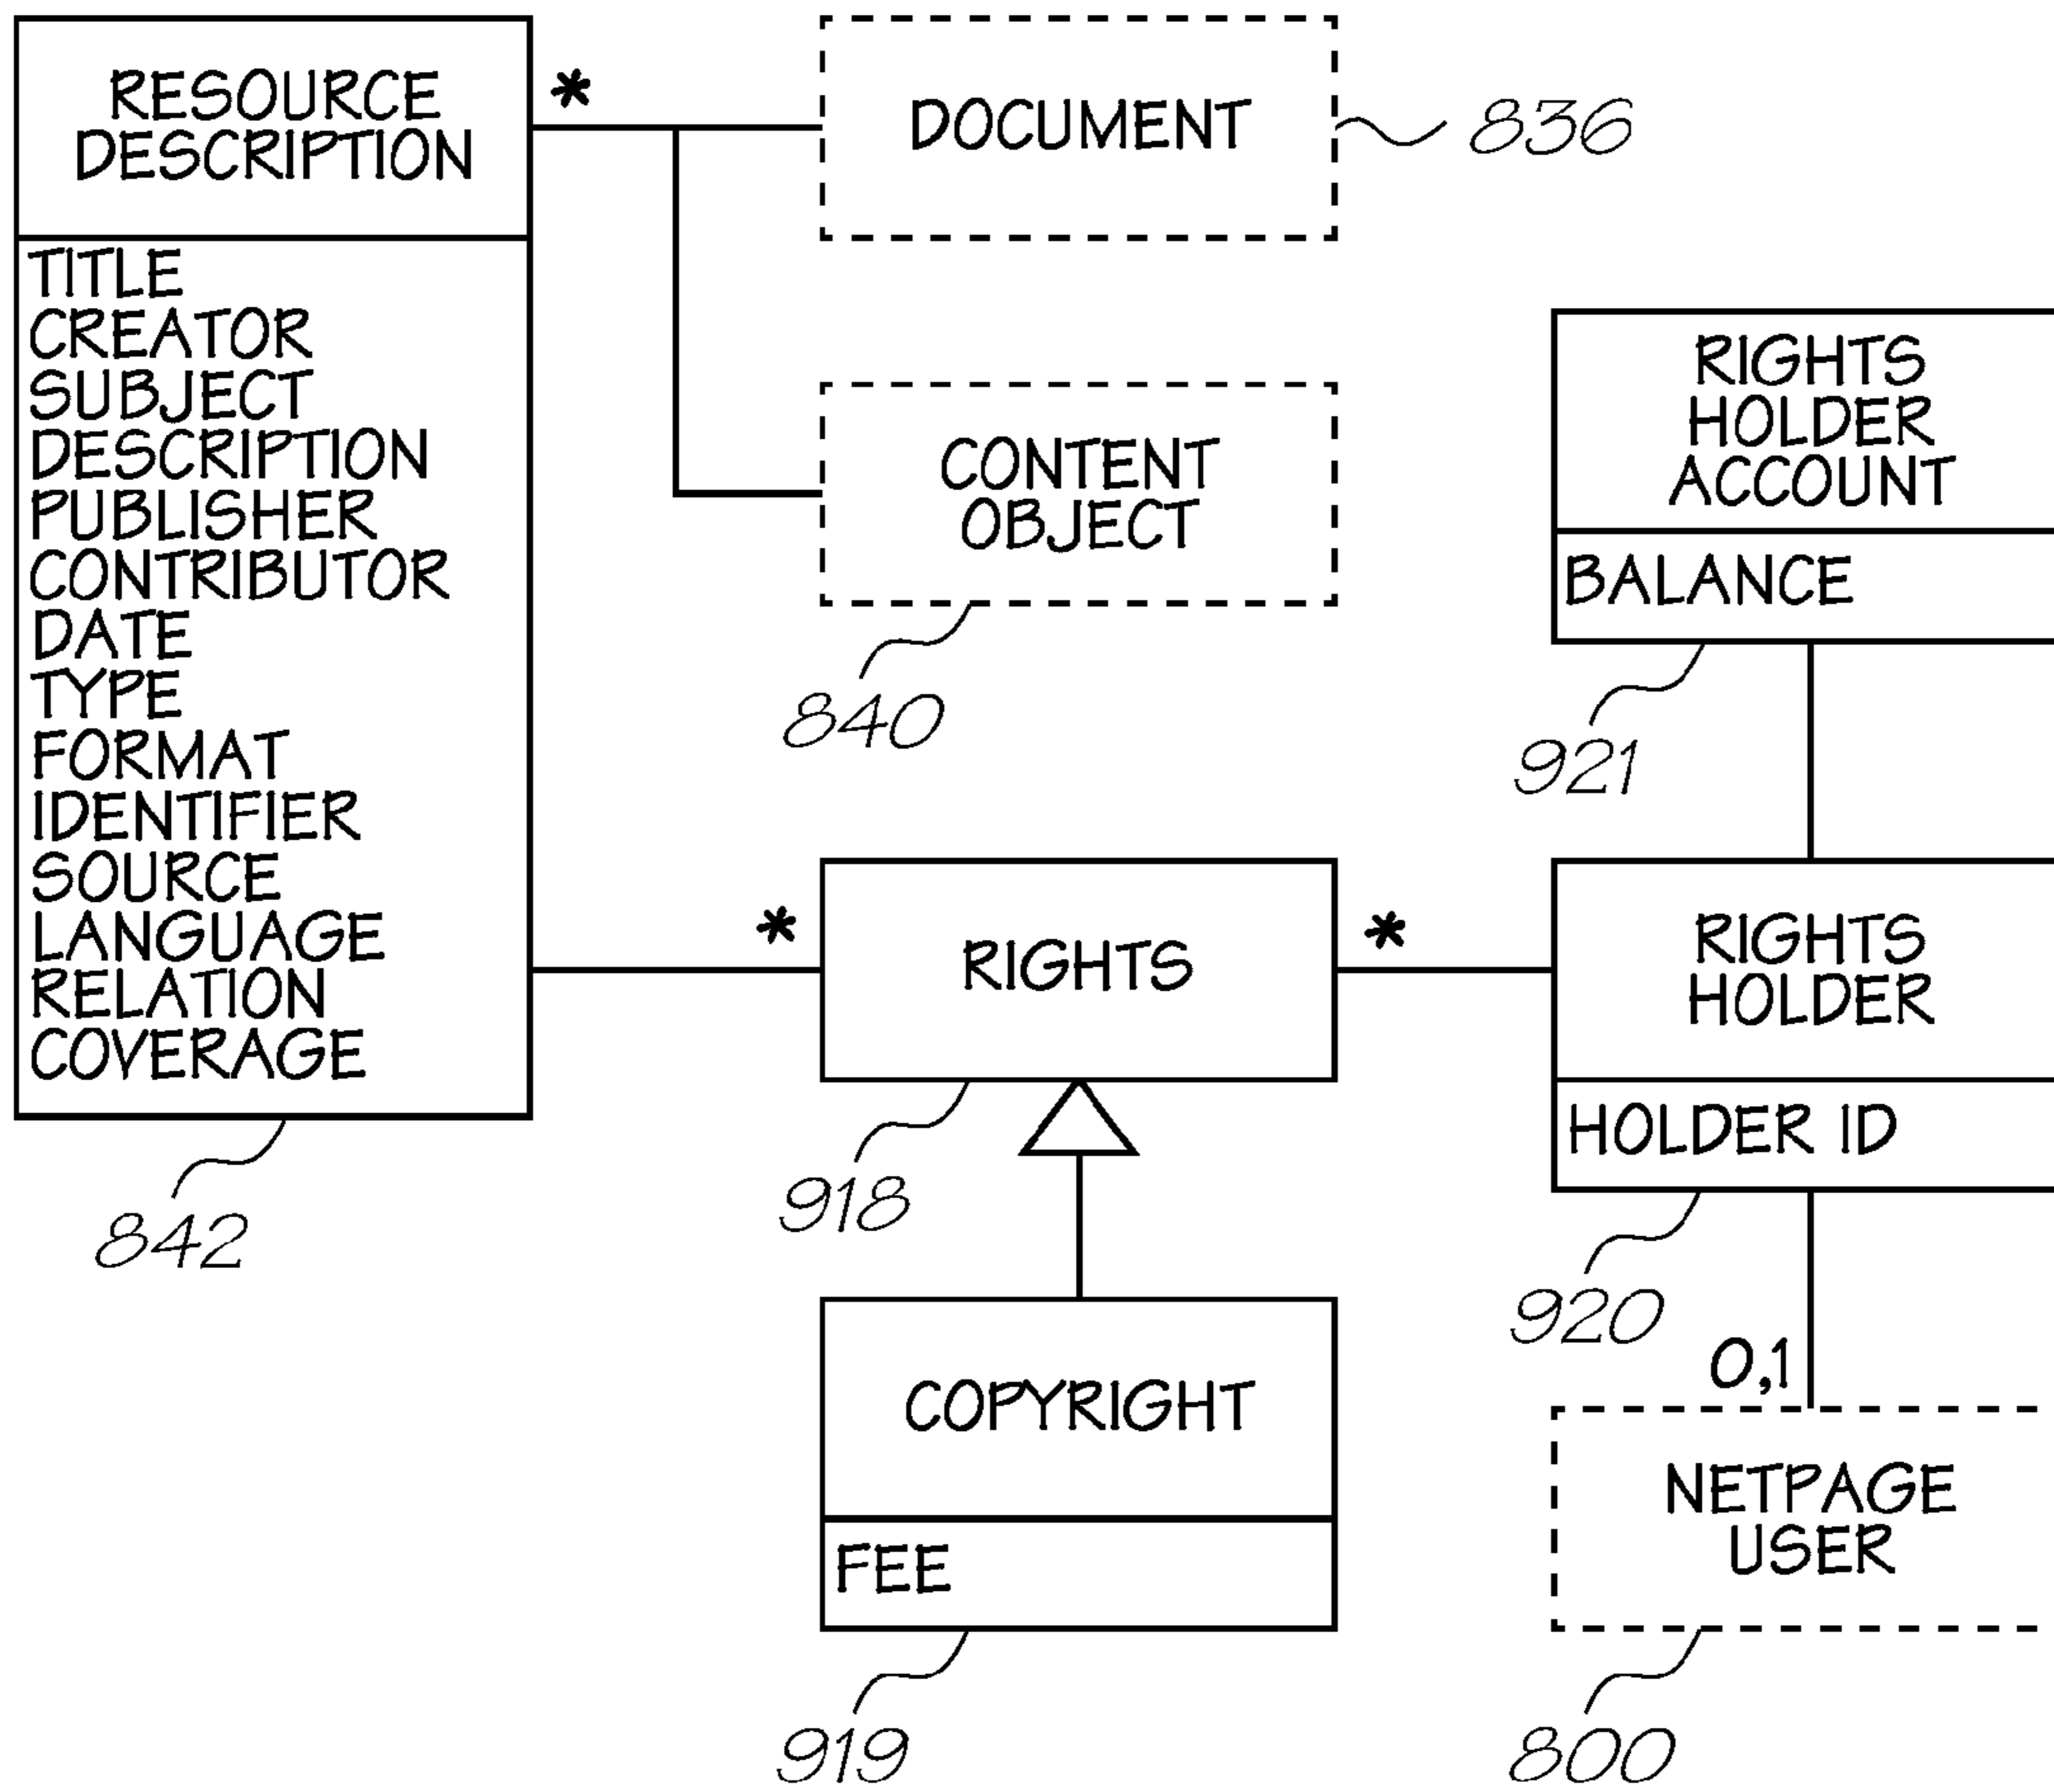 RESOURCE
DESCRIPTION
TITLE
CREATOR
SUBJECT
DESCRIPTION
PUBLISHER
CONTRIBUTOR
DATE
TYPE
FORMAT
IDENTIFIER
SOURCE
LANGUAGE
RELATION
COVERAGE
842
*
DOCUMENT
836
CONTENT
OBJECT
840
RIGHTS
HOLDER
ACCOUNT
BALANCE
921
*
RIGHTS
*
918
RIGHTS
HOLDER
HOLDER ID
920
COPYRIGHT
FEE
919
0,1
NETPAGE
USER
800